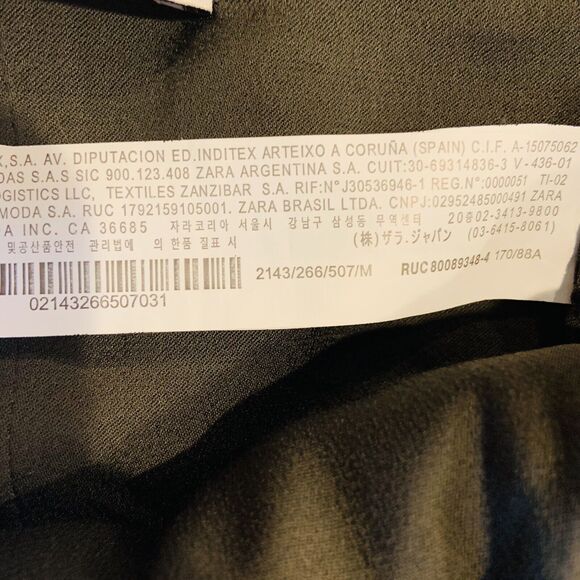 X,S.A. AV. DIPUTACION ED.INDITEX ARTEIXO A CORUÑA (SPAIN) C.I.F. A-15075062
DAS S.A.S SIC 900.123.408 ZARA ARGENTINA S.A. CUIT:30-69314836-3 V-436-01
OGISTICS LLC, TEXTILES ZANZIBAR S.A. RIF:N°J30536946-1 REG.N°:0000051 TI-02
MODA S.A. RUC 1792159105001. ZARA BRASIL LTDA. CNPJ:02952485000491 ZARA
A INC. CA 36685 자라코리아 서울시 강남구 삼성동 무역센터 20층02-3413-9800
및공산품안전 관리법에 의한품질표시 (株)ザラ.ジャパン (03-6415-8061)
2143/266/507/M RUC80089348-4 170/88A
02143266507031